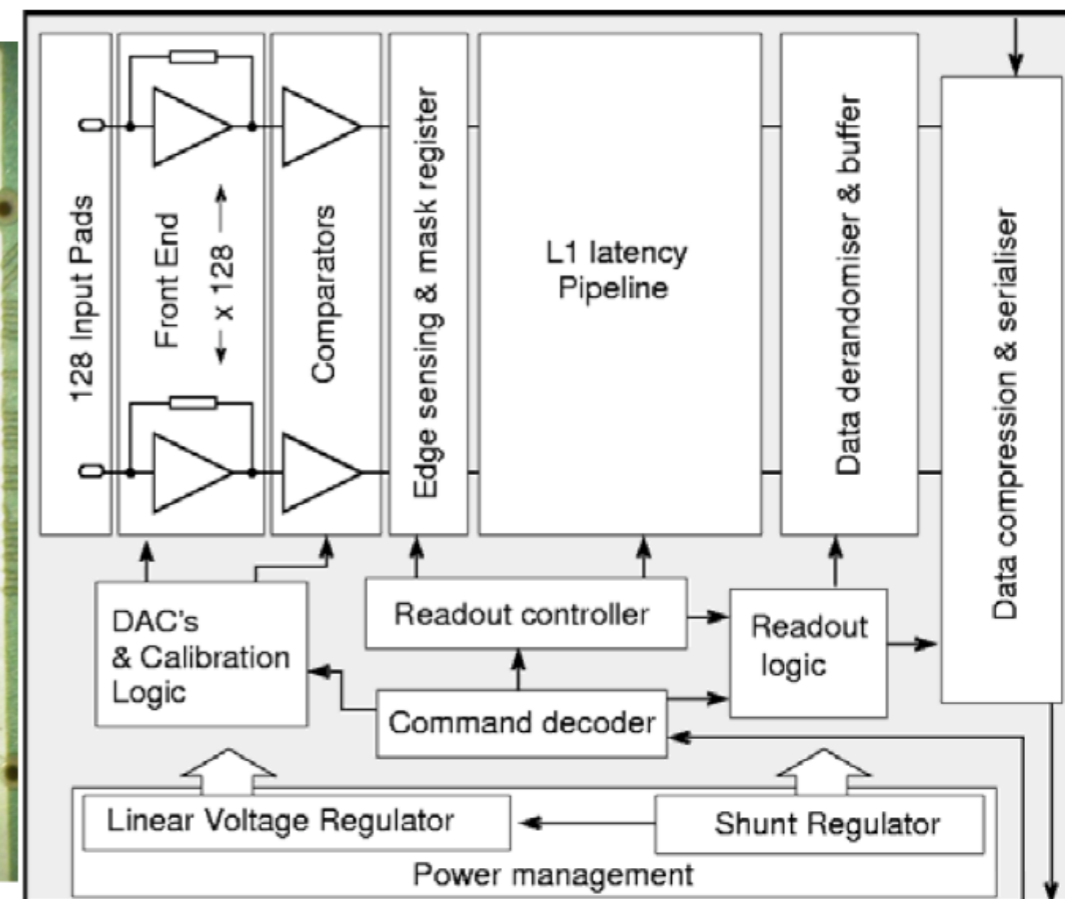 128 Input Pads
Front End
x 128
Comparators
Edge sensing & mask register
L1 latency
Pipeline
Data derandomiser & buffer
Data compression & serialiser
DAC's
& Calibration
Logic
Readout controller
Readout
logic
Command decoder
Linear Voltage Regulator
Shunt Regulator
Power management